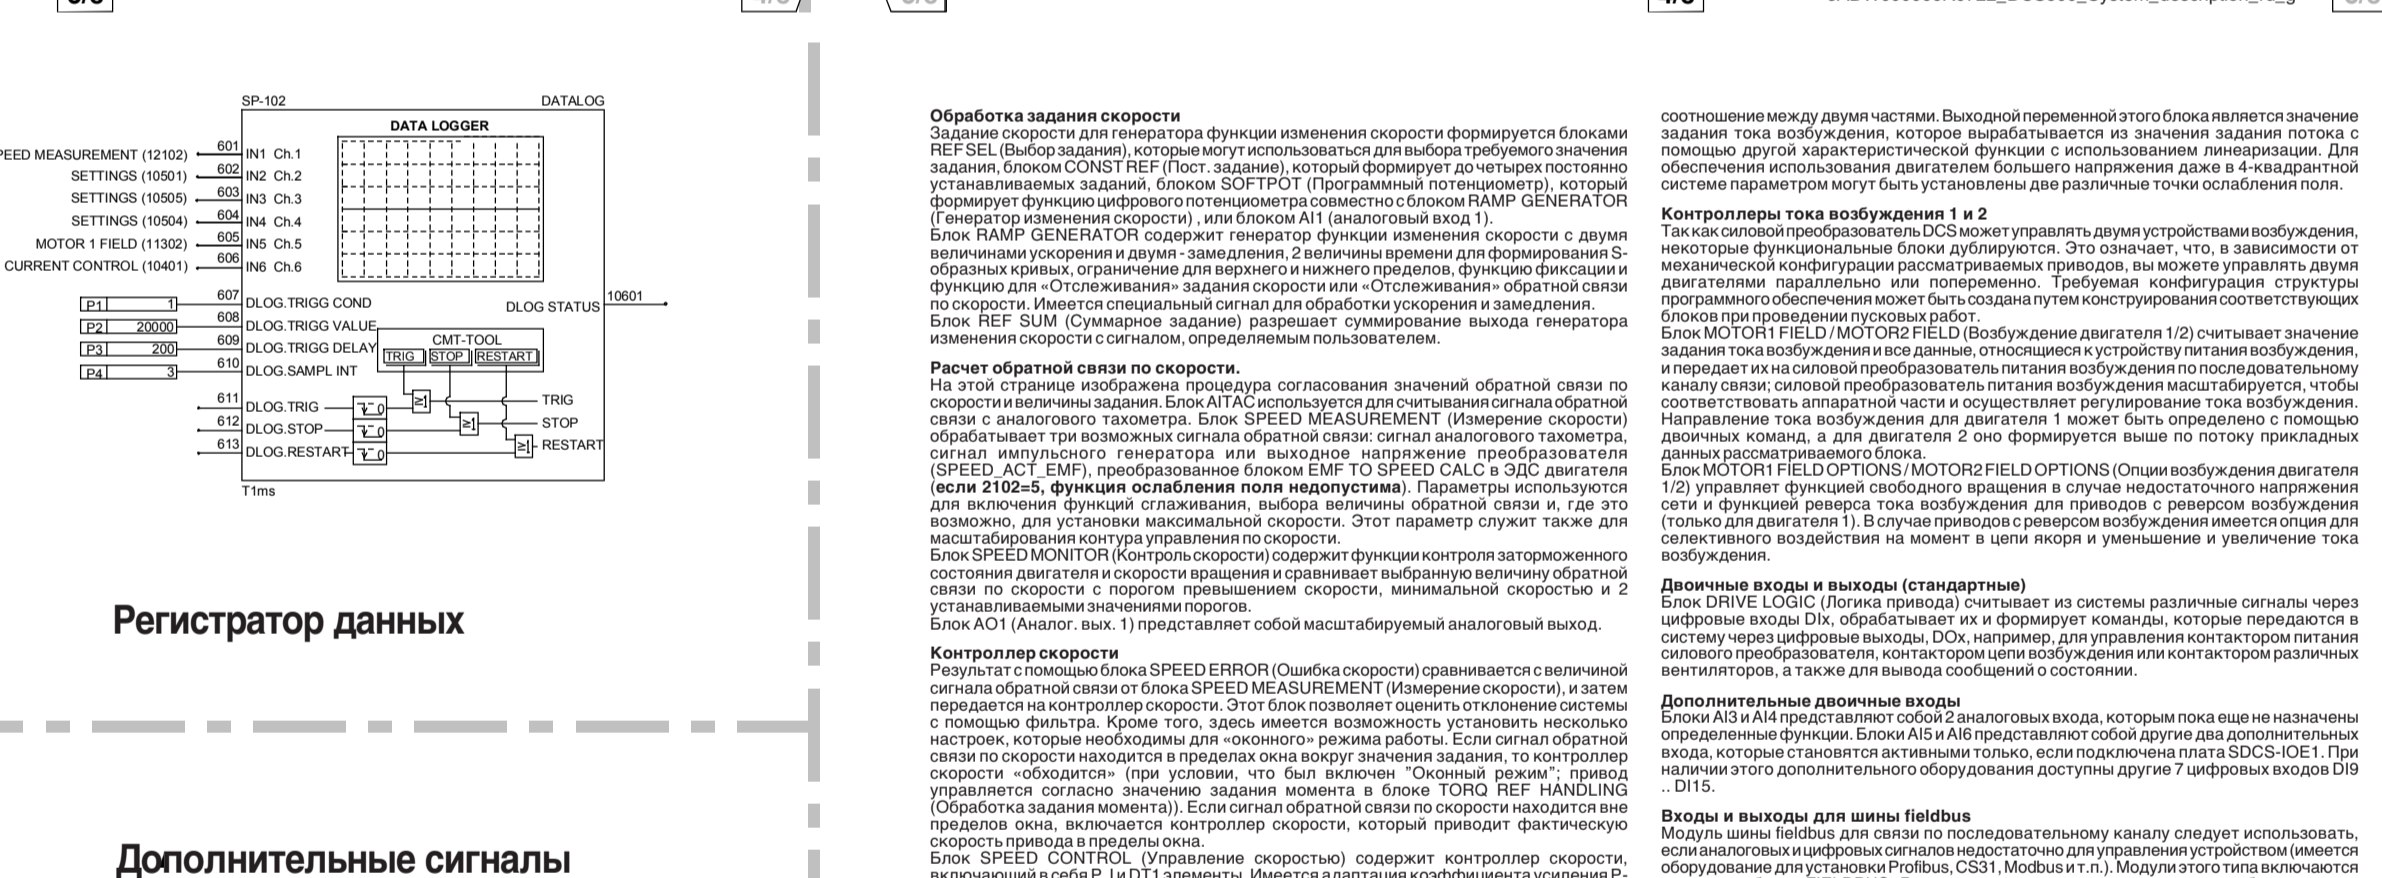 SP-102 DATALOG
DATA LOGGER
SPEED MEASUREMENT (12102) 601 IN1 Ch.1
SETTINGS (10501) 602 IN2 Ch.2
SETTINGS (10505) 603 IN3 Ch.3
SETTINGS (10504) 604 IN4 Ch.4
MOTOR 1 FIELD (11302) 605 IN5 Ch.5
CURRENT CONTROL (10401) 606 IN6 Ch.6
P1 1 607 DLOG.TRIGG COND
DLOG STATUS 10601
P2 20000 608 DLOG.TRIGG VALUE
P3 200 609 DLOG.TRIGG DELAY
P4 3 610 DLOG.SAMPL INT
CMT-TOOL
TRIG STOP RESTART
611 DLOG.TRIG ≥1 TRIG
612 DLOG.STOP ≥1 STOP
613 DLOG.RESTART ≥1 RESTART
T1ms
Регистратор данных
Дополнительные сигналы
Обработка задания скорости
Задание скорости для генератора функции изменения скорости формируется блоками
REF SEL (Выбор задания), которые могут использоваться для выбора требуемого значения
задания, блоком CONST REF (Пост. задание), который формирует до четырех постоянно
устанавливаемых заданий, блоком SOFTPOT (Программный потенциометр), который
формирует функцию цифрового потенциометра совместно с блоком RAMP GENERATOR
(Генератор изменения скорости) , или блоком AI1 (аналоговый вход 1).
Блок RAMP GENERATOR содержит генератор функции изменения скорости с двумя
величинами ускорения и двумя - замедления, 2 величины времени для формирования S-
образных кривых, ограничение для верхнего и нижнего пределов, функцию фиксации и
функцию для «Отслеживания» задания скорости или «Отслеживания» обратной связи
по скорости. Имеется специальный сигнал для обработки ускорения и замедления.
Блок REF SUM (Суммарное задание) разрешает суммирование выхода генератора
изменения скорости с сигналом, определяемым пользователем.
Расчет обратной связи по скорости.
На этой странице изображена процедура согласования значений обратной связи по
скорости и величины задания. Блок AITAC используется для считывания сигнала обратной
связи с аналогового тахометра. Блок SPEED MEASUREMENT (Измерение скорости)
обрабатывает три возможных сигнала обратной связи: сигнал аналогового тахометра,
сигнал импульсного генератора или выходное напряжение преобразователя
(SPEED_ACT_EMF), преобразованное блоком EMF TO SPEED CALC в ЭДС двигателя
(если 2102=5, функция ослабления поля недопустима). Параметры используются
для включения функций сглаживания, выбора величины обратной связи и, где это
возможно, для установки максимальной скорости. Этот параметр служит также для
масштабирования контура управления по скорости.
Блок SPEED MONITOR (Контроль скорости) содержит функции контроля заторможенного
состояния двигателя и скорости вращения и сравнивает выбранную величину обратной
связи по скорости с порогом превышением скорости, минимальной скоростью и 2
устанавливаемыми значениями порогов.
Блок AO1 (Аналог. вых. 1) представляет собой масштабируемый аналоговый выход.
Контроллер скорости
Результат с помощью блока SPEED ERROR (Ошибка скорости) сравнивается с величиной
сигнала обратной связи от блока SPEED MEASUREMENT (Измерение скорости), и затем
передается на контроллер скорости. Этот блок позволяет оценить отклонение системы
с помощью фильтра. Кроме того, здесь имеется возможность установить несколько
настроек, которые необходимы для «оконного» режима работы. Если сигнал обратной
связи по скорости находится в пределах окна вокруг значения задания, то контроллер
скорости «обходится» (при условии, что был включен "Оконный режим"; привод
управляется согласно значению задания момента в блоке TORQ REF HANDLING
(Обработка задания момента)). Если сигнал обратной связи по скорости находится вне
пределов окна, включается контроллер скорости, который приводит фактическую
скорость привода в пределы окна.
Блок SPEED CONTROL (Управление скоростью) содержит контроллер скорости,
включающий в себя P, I и DT1 элементы. Имеется адаптация коэффициента усиления P-
соотношение между двумя частями. Выходной переменной этого блока является значение
задания тока возбуждения, которое вырабатывается из значения задания потока с
помощью другой характеристической функции с использованием линеаризации. Для
обеспечения использования двигателем большего напряжения даже в 4-квадрантной
системе параметром могут быть установлены две различные точки ослабления поля.
Контроллеры тока возбуждения 1 и 2
Так как силовой преобразователь DCS может управлять двумя устройствами возбуждения,
некоторые функциональные блоки дублируются. Это означает, что, в зависимости от
механической конфигурации рассматриваемых приводов, вы можете управлять двумя
двигателями параллельно или попеременно. Требуемая конфигурация структуры
программного обеспечения может быть создана путем конструирования соответствующих
блоков при проведении пусковых работ.
Блок MOTOR1 FIELD / MOTOR2 FIELD (Возбуждение двигателя 1/2) считывает значение
задания тока возбуждения и все данные, относящиеся к устройству питания возбуждения,
и передает их на силовой преобразователь питания возбуждения по последовательному
каналу связи; силовой преобразователь питания возбуждения масштабируется, чтобы
соответствовать аппаратной части и осуществляет регулирование тока возбуждения.
Направление тока возбуждения для двигателя 1 может быть определено с помощью
двоичных команд, а для двигателя 2 оно формируется выше по потоку прикладных
данных рассматриваемого блока.
Блок MOTOR1 FIELD OPTIONS / MOTOR2 FIELD OPTIONS (Опции возбуждения двигателя
1/2) управляет функцией свободного вращения в случае недостаточного напряжения
сети и функцией реверса тока возбуждения для приводов с реверсом возбуждения
(только для двигателя 1). В случае приводов с реверсом возбуждения имеется опция для
селективного воздействия на момент в цепи якоря и уменьшение и увеличение тока
возбуждения.
Двоичные входы и выходы (стандартные)
Блок DRIVE LOGIC (Логика привода) считывает из системы различные сигналы через
цифровые входы DIx, обрабатывает их и формирует команды, которые передаются в
систему через цифровые выходы, DOx, например, для управления контактором питания
силового преобразователя, контактором цепи возбуждения или контактором различных
вентиляторов, а также для вывода сообщений о состоянии.
Дополнительные двоичные входы
Блоки AI3 и AI4 представляют собой 2 аналоговых входа, которым пока еще не назначены
определенные функции. Блоки AI5 и AI6 представляют собой другие два дополнительных
входа, которые становятся активными только, если подключена плата SDCS-IOE1. При
наличии этого дополнительного оборудования доступны другие 7 цифровых входов DI9
.. DI15.
Входы и выходы для шины fieldbus
Модуль шины fieldbus для связи по последовательному каналу следует использовать,
если аналоговых и цифровых сигналов недостаточно для управления устройством (имеется
оборудование для установки Profibus, CS31, Modbus и т.п.). Модули этого типа включаются